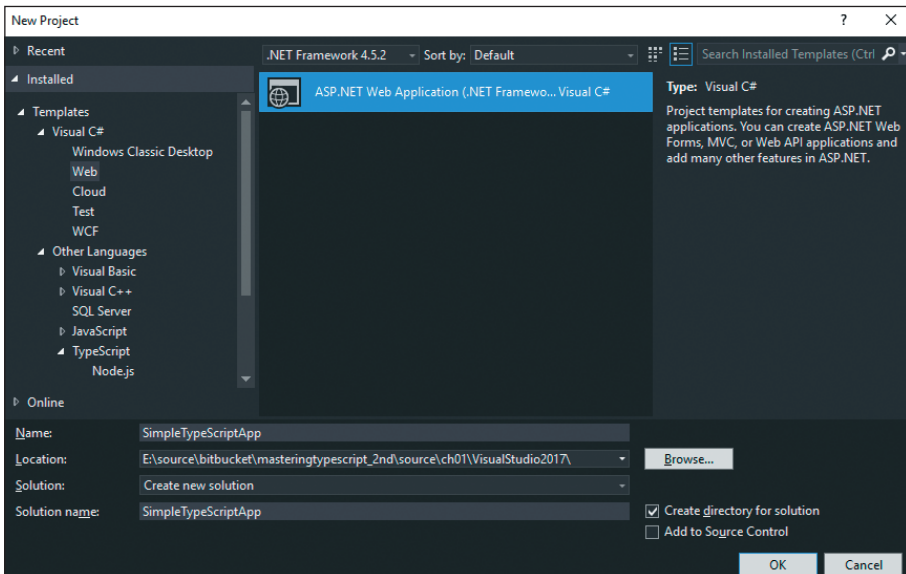 New Project
?
Recent
.NET Framework 4.5.2
Sort by: Default
Search Installed Templates (Ctrl
Installed
Templates
Visual C#
Windows Classic Desktop
Web
Cloud
Test
WCF
Other Languages
Visual Basic
Visual C++
SQL Server
JavaScript
TypeScript
Node.js
Online
ASP.NET Web Application (.NET Framewo... Visual C#
Type: Visual C#
Project templates for creating ASP.NET
applications. You can create ASP.NET Web
Forms, MVC, or Web API applications and
add many other features in ASP.NET.
Name: SimpleTypeScriptApp
Location: E:\source\bitbucket\masteringtypescript_2nd\source\ch01\VisualStudio2017\
Browse...
Solution: Create new solution
Solution name: SimpleTypeScriptApp
Create directory for solution
Add to Source Control
OK
Cancel